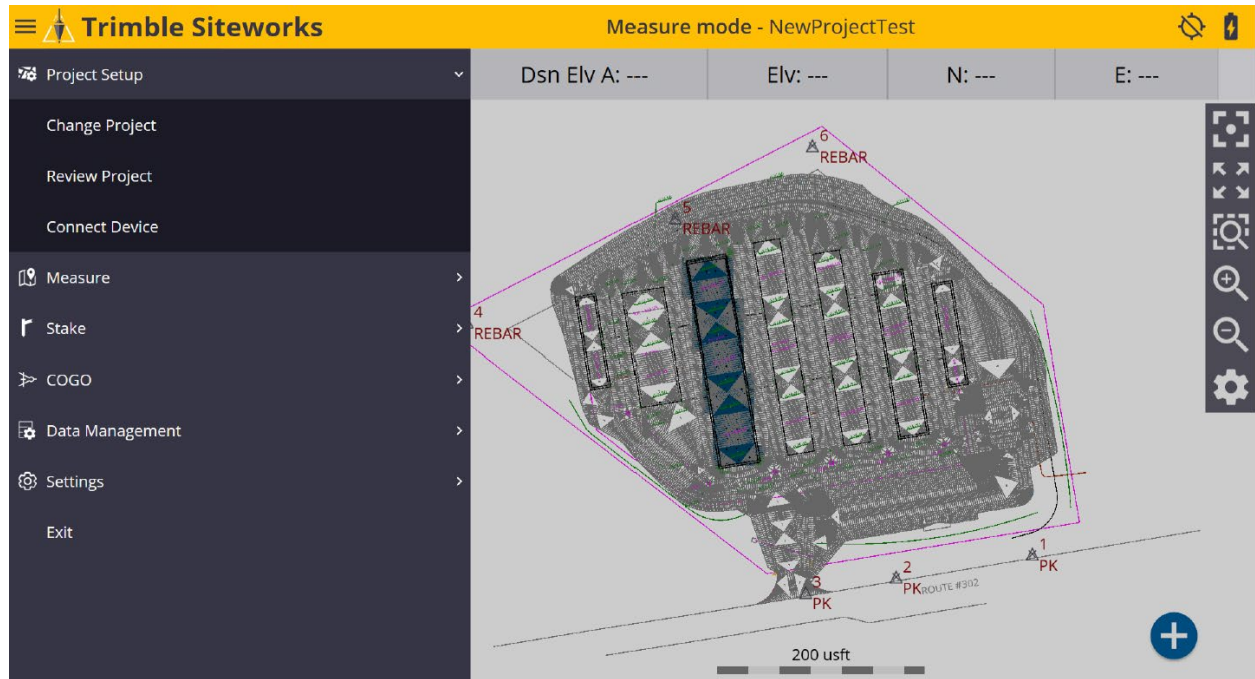 Trimble Siteworks
Measure mode - NewProjectTest
Project Setup
Dsn Elv A: ---
Elv: ---
N: ---
E: ---
Change Project
Review Project
Connect Device
Measure
Stake
COGO
Data Management
Settings
Exit
6
REBAR
5
REBAR
4
REBAR
1
PK
2
PK
ROUTE #302
3
PK
200 usft